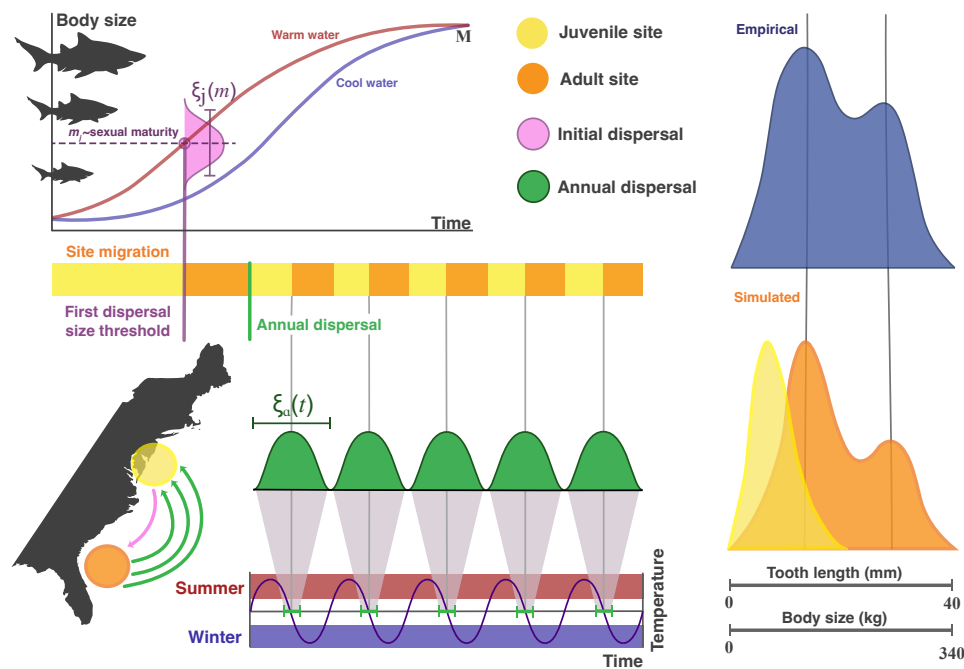 Body size
Warm water
M
Cool water
ξj(m)
mj~sexual maturity
Time
Juvenile site
Adult site
Initial dispersal
Annual dispersal
Empirical
Site migration
First dispersal
size threshold
Annual dispersal
Simulated
ξα(t)
Summer
Winter
Temperature
Time
Tooth length (mm)
0
40
Body size (kg)
0
340